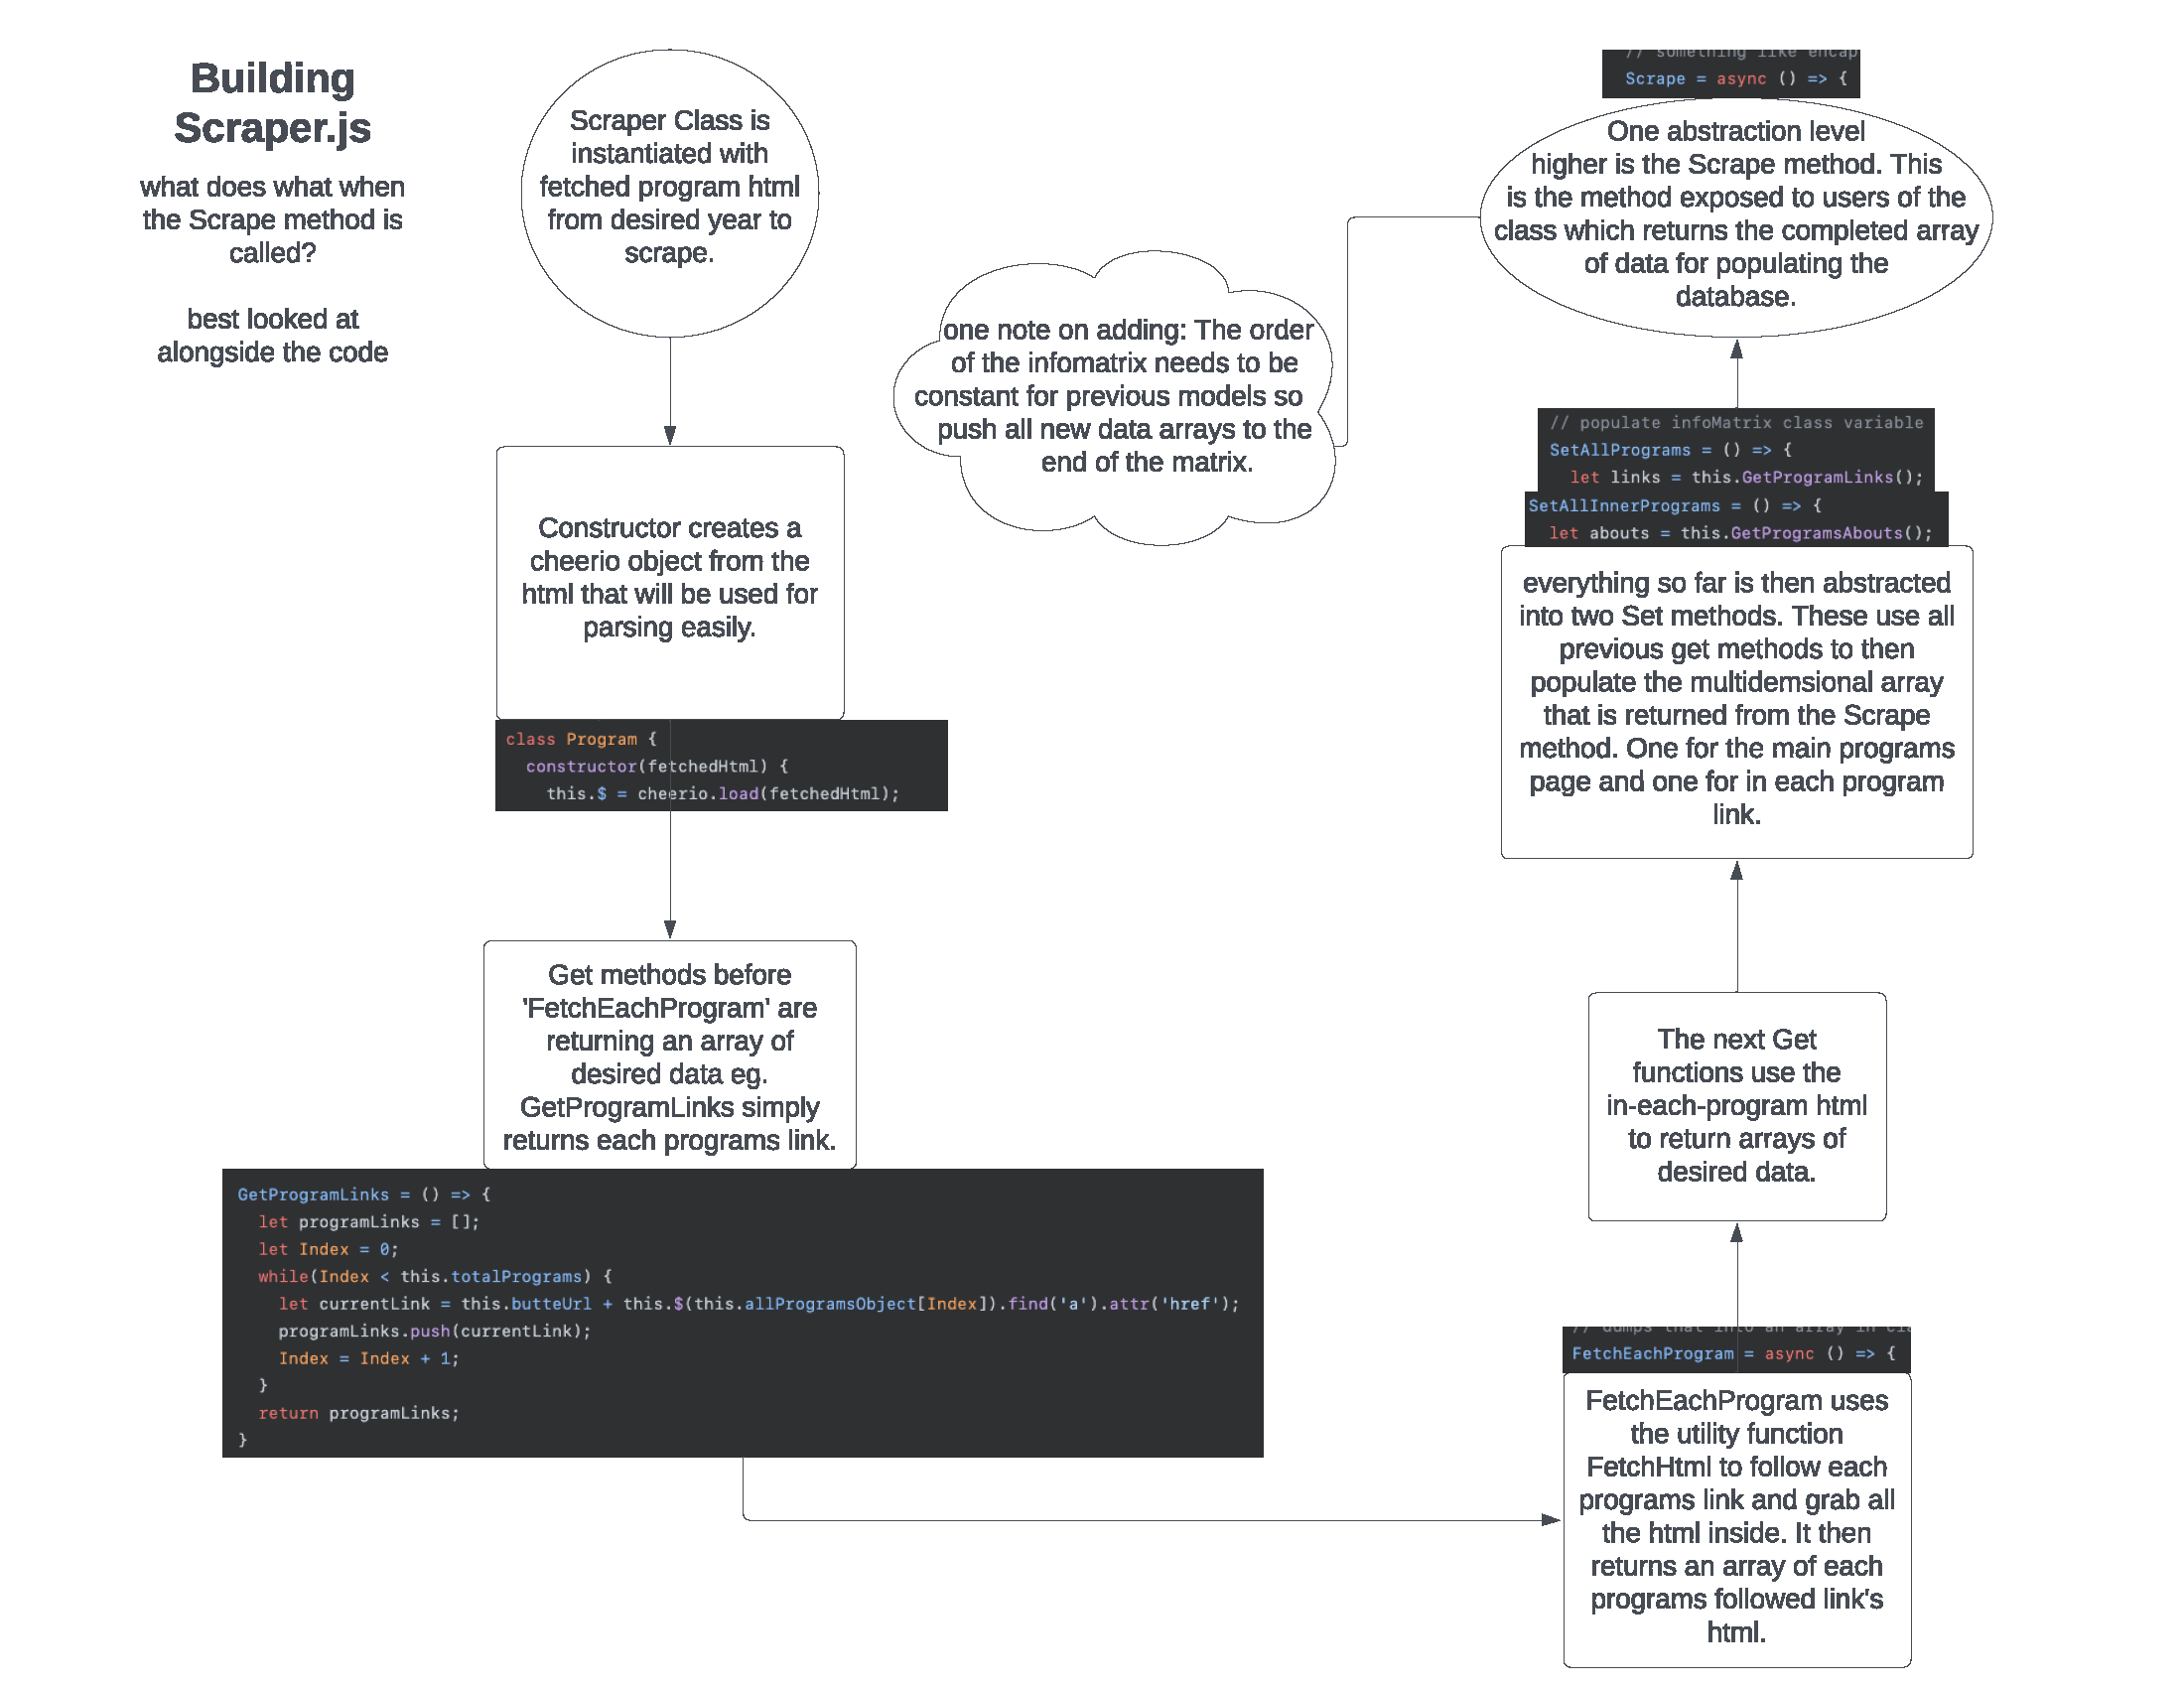 Building
Scraper.js
what does what when
the Scrape method is
called?
best looked at
alongside the code
Scraper Class is
instantiated with
fetched program html
from desired year to
scrape.
Constructor creates a
cheerio object from the
html that will be used for
parsing easily.
class Program {
constructor(fetchedHtml) {
this.$ = cheerio.load(fetchedHtml);
Get methods before
'FetchEachProgram' are
returning an array of
desired data eg.
GetProgramLinks simply
returns each programs link.
GetProgramLinks = () => {
let programLinks = [];
let Index = 0;
while(Index < this.totalPrograms) {
let currentLink = this.butteUrl + this.$(this.allProgramsObject[Index]).find('a').attr('href');
programLinks.push(currentLink);
Index = Index + 1;
}
return programLinks;
}
// dumps that into an array in cla
FetchEachProgram = async () => {
FetchEachProgram uses
the utility function
FetchHtml to follow each
programs link and grab all
the html inside. It then
returns an array of each
programs followed link's
html.
The next Get
functions use the
in-each-program html
to return arrays of
desired data.
// populate infoMatrix class variable
SetAllPrograms = () => {
let links = this.GetProgramLinks();
SetAllInnerPrograms = () => {
let abouts = this.GetProgramsAbouts();
everything so far is then abstracted
into two Set methods. These use all
previous get methods to then
populate the multidemsional array
that is returned from the Scrape
method. One for the main programs
page and one for in each program
link.
// something like encap
Scrape = async () => {
One abstraction level
higher is the Scrape method. This
is the method exposed to users of the
class which returns the completed array
of data for populating the
database.
one note on adding: The order
of the infomatrix needs to be
constant for previous models so
push all new data arrays to the
end of the matrix.